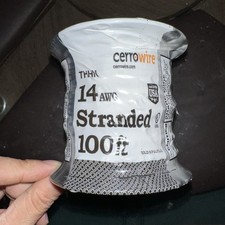 cerrowire
cerrowire.com
THHN
14 AWG
Stranded
100ft